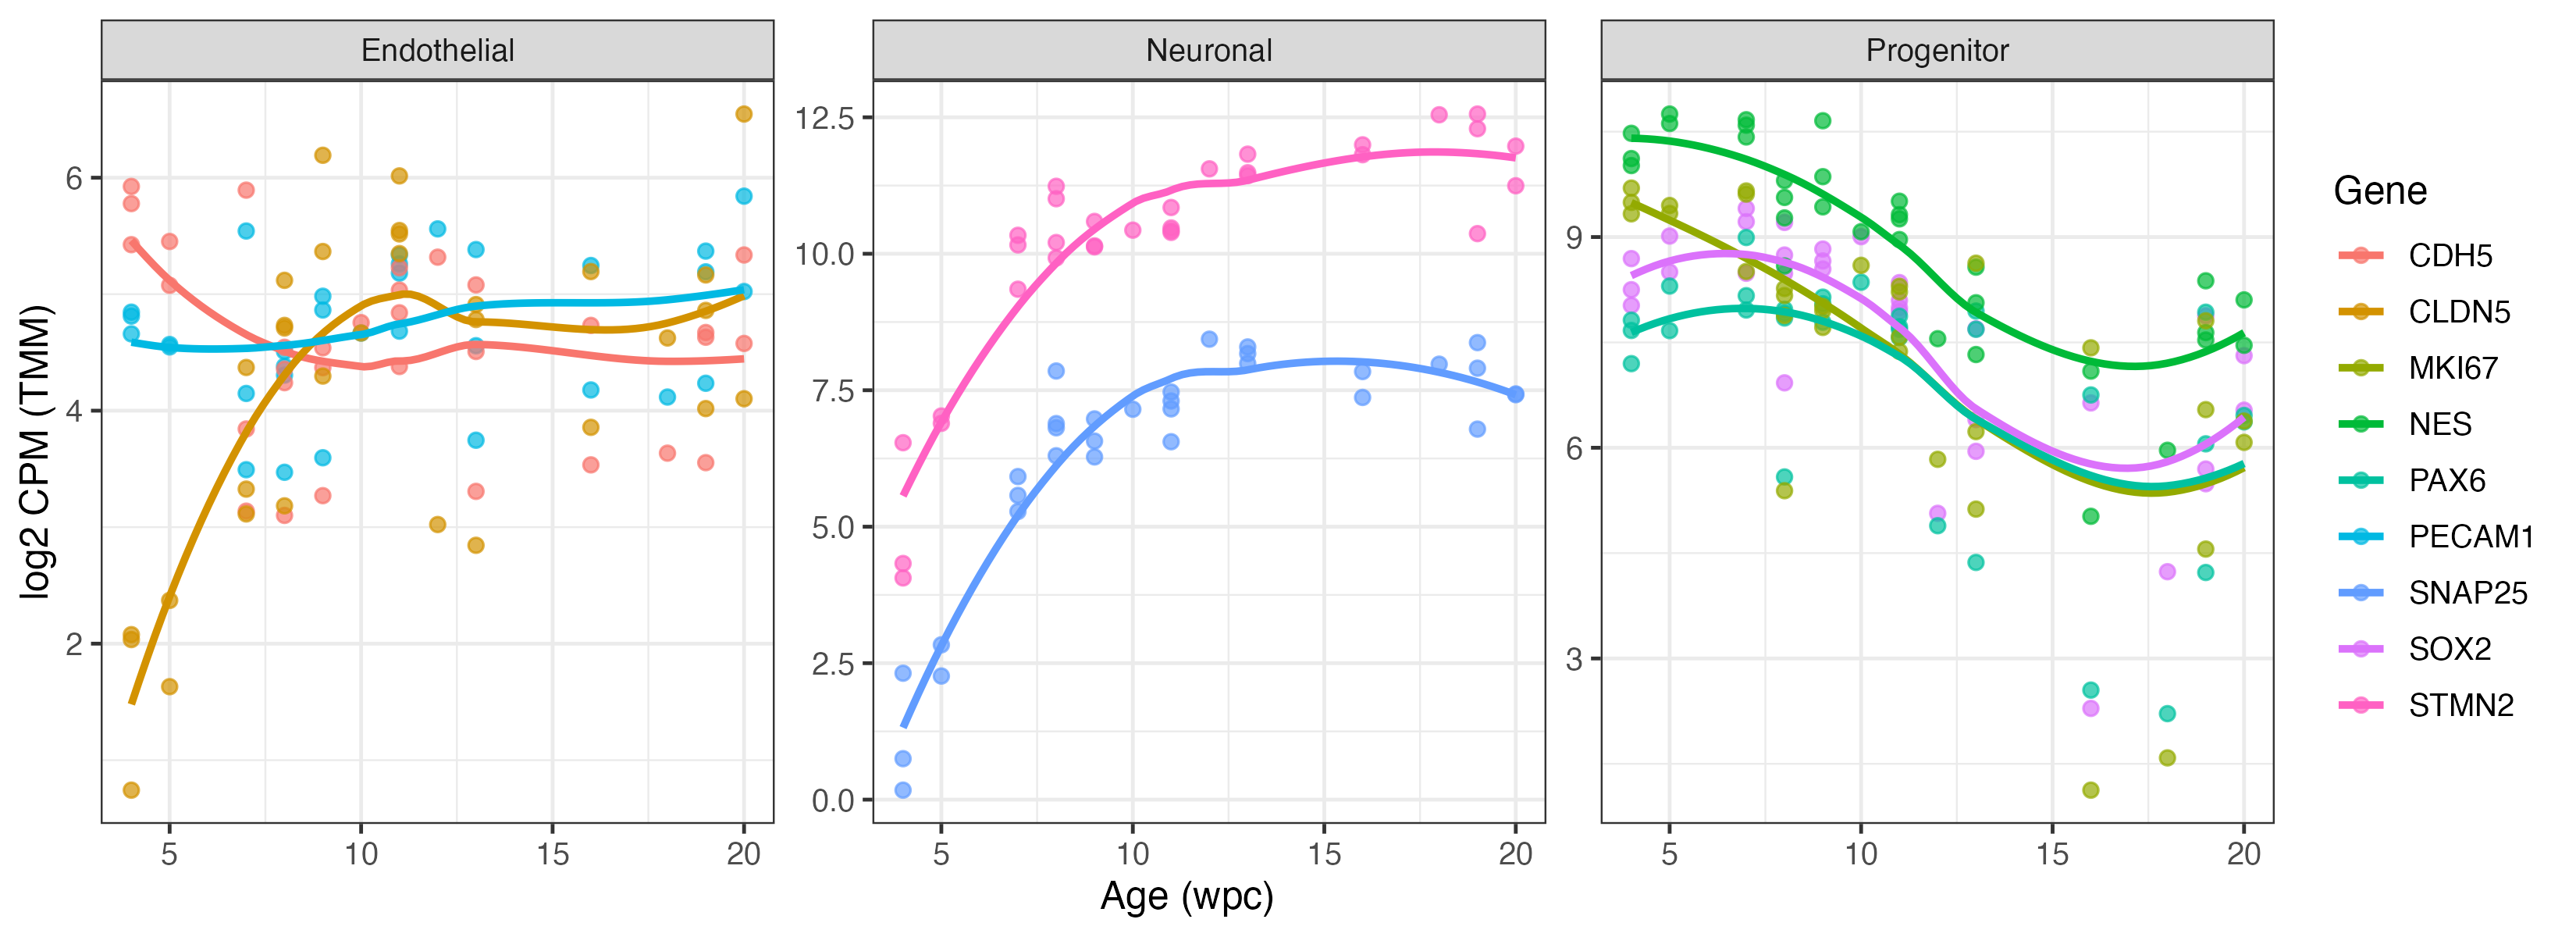 Endothelial
Neuronal
Progenitor
log2 CPM (TMM)
6
4
2
12.5
10.0
7.5
5.0
2.5
0.0
9
6
3
5 10 15 20
5 10 15 20
5 10 15 20
Age (wpc)
Gene
CDH5
CLDN5
MKI67
NES
PAX6
PECAM1
SNAP25
SOX2
STMN2